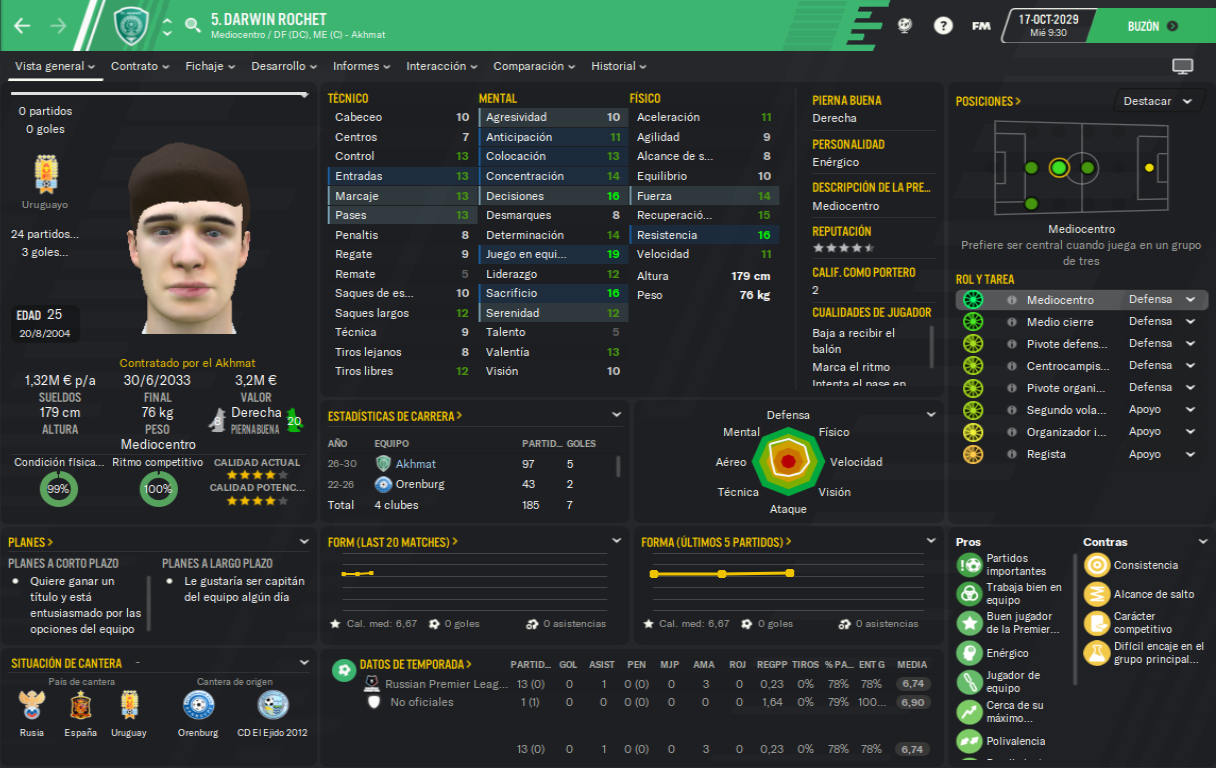 5. DARWIN ROCHET
Mediocentro / DF (DC), ME (C) - Akhmat
FM
17-OCT-2029
Mié 9:30
BUZÓN
Vista general
Contrato
Fichaje
Desarrollo
Informes
Interacción
Comparación
Historial
0 partidos
0 goles
Uruguayo
24 partidos...
3 goles...
EDAD 25
20/8/2004
Contratado por el Akhmat
1,32M € p/a
SUELDOS
30/6/2033
FINAL
3,2M €
VALOR
179 cm
ALTURA
76 kg
PESO
8
Derecha
PIERNA BUENA
20
Mediocentro
Condición física...
99%
Ritmo competitivo
100%
CALIDAD ACTUAL
CALIDAD POTENC...
TÉCNICO
Cabeceo 10
Centros 7
Control 13
Entradas 13
Marcaje 13
Pases 13
Penaltis 8
Regate 9
Remate 5
Saques de es... 10
Saques largos 12
Técnica 9
Tiros lejanos 8
Tiros libres 12
MENTAL
Agresividad 10
Anticipación 11
Colocación 13
Concentración 14
Decisiones 16
Desmarques 8
Determinación 14
Juego en equi... 19
Liderazgo 12
Sacrificio 16
Serenidad 12
Talento 5
Valentía 13
Visión 10
FÍSICO
Aceleración 11
Agilidad 9
Alcance de s... 8
Equilibrio 10
Fuerza 14
Recuperació... 15
Resistencia 16
Velocidad 11
Altura 179 cm
Peso 76 kg
PIERNA BUENA
Derecha
PERSONALIDAD
Enérgico
DESCRIPCIÓN DE LA PRE...
Mediocentro
REPUTACIÓN
CALIF. COMO PORTERO
2
CUALIDADES DE JUGADOR
Baja a recibir el
balón
Marca el ritmo
Intenta el pase en
POSICIONES >
Destacar
Mediocentro
Prefiere ser central cuando juega en un grupo
de tres
ROL Y TAREA
Mediocentro Defensa
Medio cierre Defensa
Pivote defens... Defensa
Centrocampis... Defensa
Pivote organi... Defensa
Segundo vola... Apoyo
Organizador i... Apoyo
Regista Apoyo
ESTADÍSTICAS DE CARRERA >
AÑO EQUIPO PARTID... GOLES
26-30 Akhmat 97 5
22-26 Orenburg 43 2
Total 4 clubes 185 7
Defensa
Mental
Físico
Aéreo
Velocidad
Técnica
Visión
Ataque
PLANES >
PLANES A CORTO PLAZO
Quiere ganar un
título y está
entusiasmado por las
opciones del equipo
PLANES A LARGO PLAZO
Le gustaría ser capitán
del equipo algún día
FORM (LAST 20 MATCHES) >
Cal. med: 6,67 0 goles 0 asistencias
FORMA (ÚLTIMOS 5 PARTIDOS) >
Cal. med: 6,67 0 goles 0 asistencias
Pros
Partidos
importantes
Trabaja bien en
equipo
Buen jugador
de la Premier...
Enérgico
Jugador de
equipo
Cerca de su
máximo...
Polivalencia
Contras
Consistencia
Alcance de salto
Carácter
competitivo
Difícil encaje en el
grupo principal...
SITUACIÓN DE CANTERA -
País de cantera
Rusia
España
Uruguay
Cantera de origen
Orenburg
CD El Ejido 2012
DATOS DE TEMPORADA > PARTID... GOL ASIST PEN MJP AMA ROJ REGPP TIROS % PA... ENT G MEDIA
Russian Premier Leag... 13 (0) 0 1 0 (0) 0 3 0 0,23 0% 78% 78% 6,74
No oficiales 1 (1) 0 0 0 (0) 0 0 0 1,64 0% 79% 100... 6,90
13 (0) 0 1 0 (0) 0 3 0 0,23 0% 78% 78% 6,74